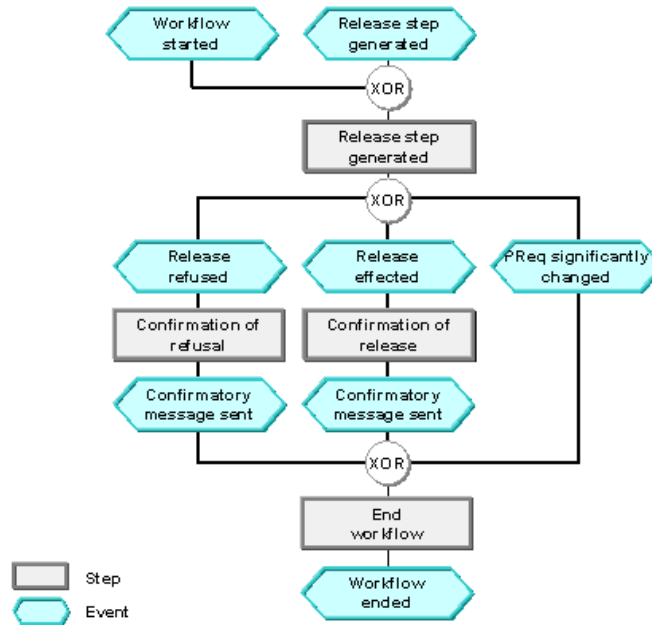 Workflow
started
Release step
generated
XOR
Release step
generated
XOR
Release
refused
Release
effected
PReq significantly
changed
Confirmation of
refusal
Confirmation of
release
Confirmatory
message sent
Confirmatory
message sent
XOR
End
workflow
Step
Event
Workflow
ended